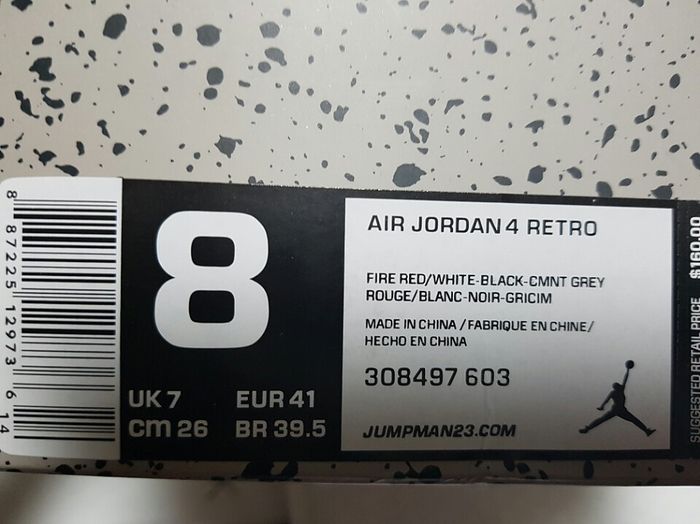 8 87225 12973 6 14
8
UK 7 EUR 41
cm 26 BR 39.5
AIR JORDAN 4 RETRO
FIRE RED/WHITE-BLACK-CMNT GREY
ROUGE/BLANC-NOIR-GRICIM
MADE IN CHINA / FABRIQUE EN CHINE/
HECHO EN CHINA
308497 603
JUMPMAN23.COM
SUGGESTED RETAIL PRICE $160.00